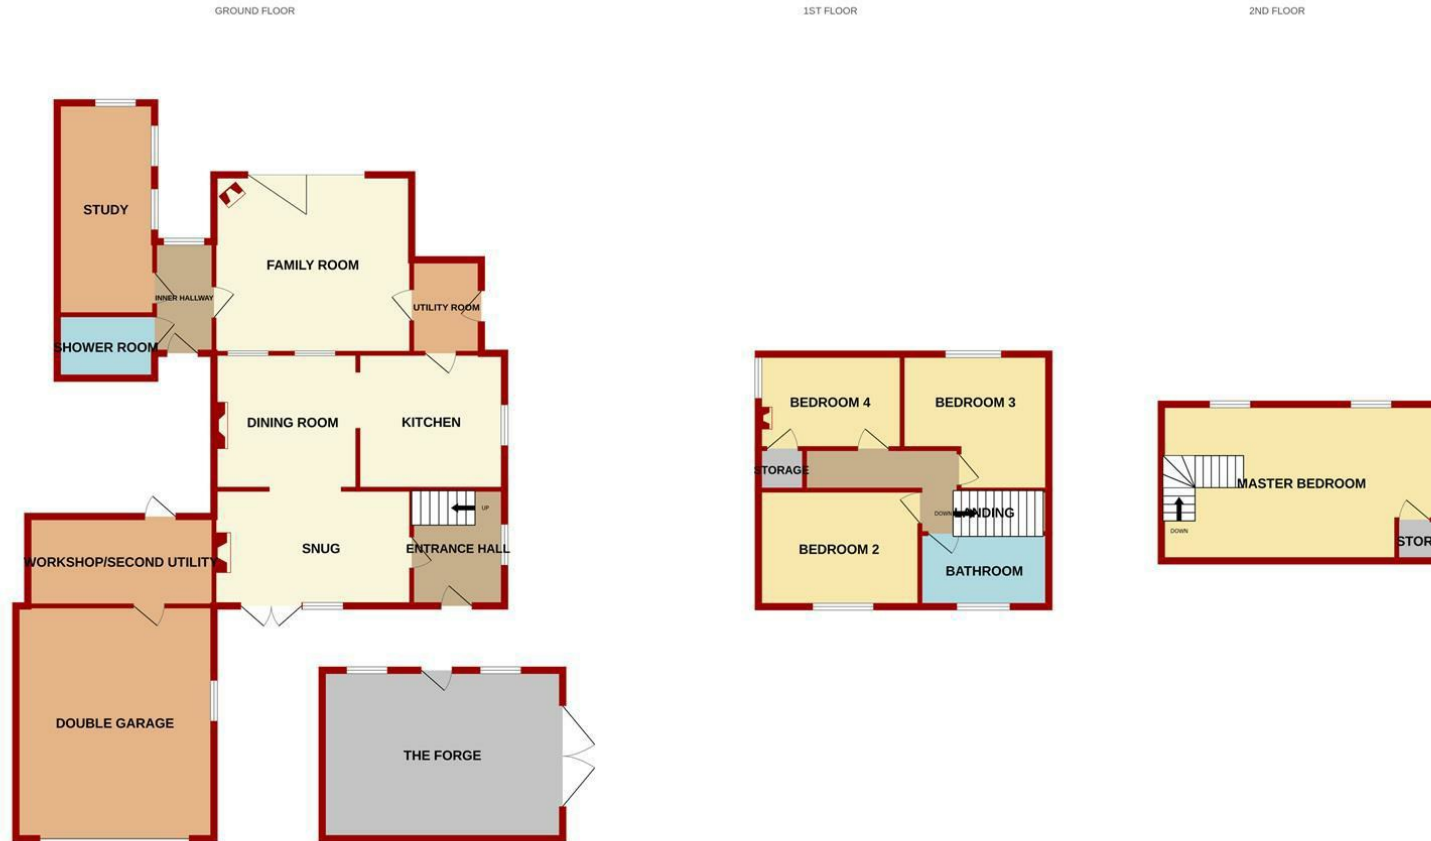 GROUND FLOOR
1ST FLOOR
2ND FLOOR
STUDY
FAMILY ROOM
INNER HALLWAY
UTILITY ROOM
SHOWER ROOM
DINING ROOM
KITCHEN
UP
SNUG
ENTRANCE HALL
WORKSHOP/SECOND UTILITY
DOUBLE GARAGE
THE FORGE
BEDROOM 4
BEDROOM 3
STORAGE
DOWN
LANDING
BEDROOM 2
BATHROOM
MASTER BEDROOM
DOWN
STOR